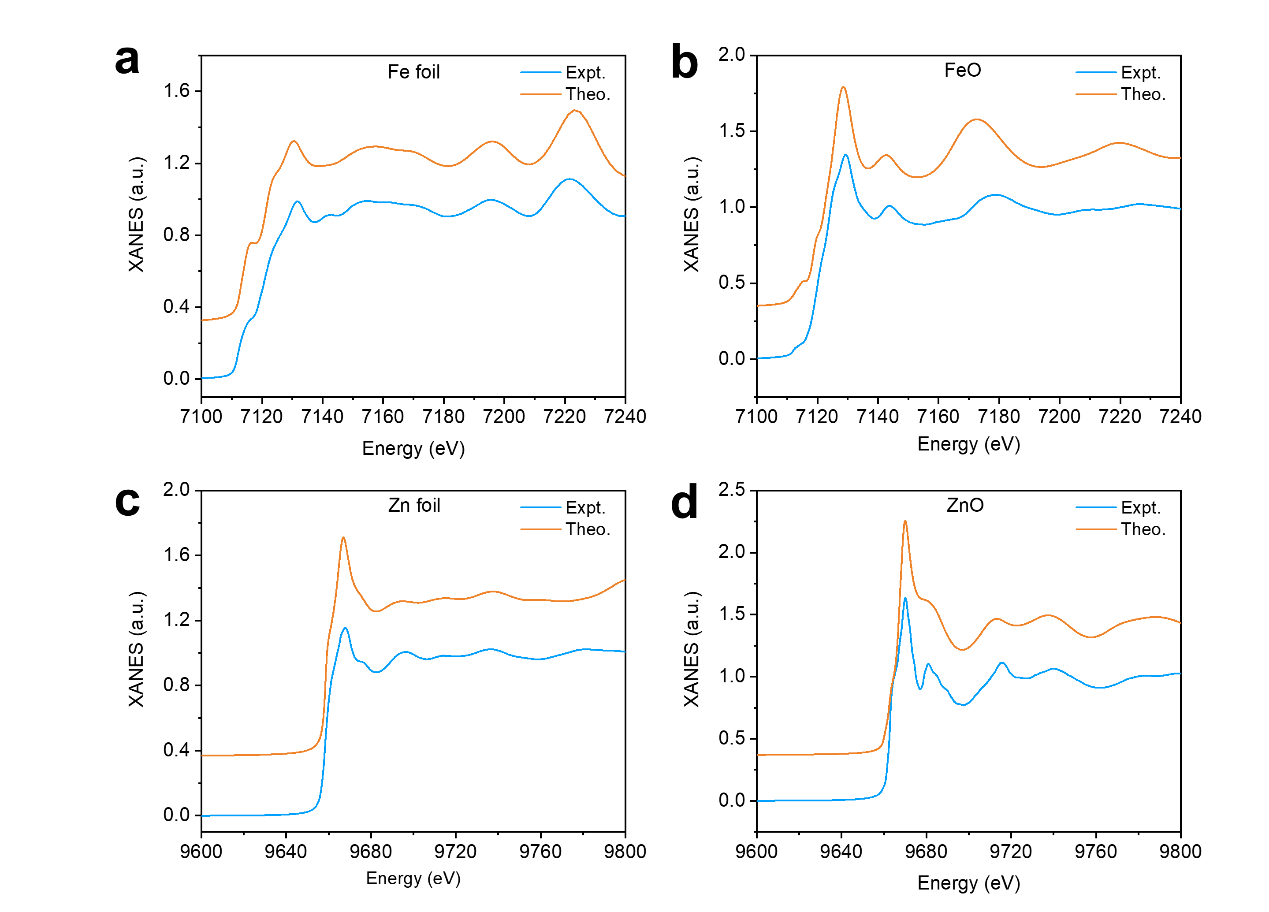 a
Fe foil
Expt.
Theo.
XANES (a.u.)
1.6
1.2
0.8
0.4
0.0
7100 7120 7140 7160 7180 7200 7220 7240
Energy (eV)
b
FeO
Expt.
Theo.
XANES (a.u.)
2.0
1.5
1.0
0.5
0.0
7100 7120 7140 7160 7180 7200 7220 7240
Energy (eV)
c
Zn foil
Expt.
Theo.
XANES (a.u.)
2.0
1.6
1.2
0.8
0.4
0.0
9600 9640 9680 9720 9760 9800
Energy (eV)
d
ZnO
Expt.
Theo.
XANES (a.u.)
2.5
2.0
1.5
1.0
0.5
0.0
9600 9640 9680 9720 9760 9800
Energy (eV)